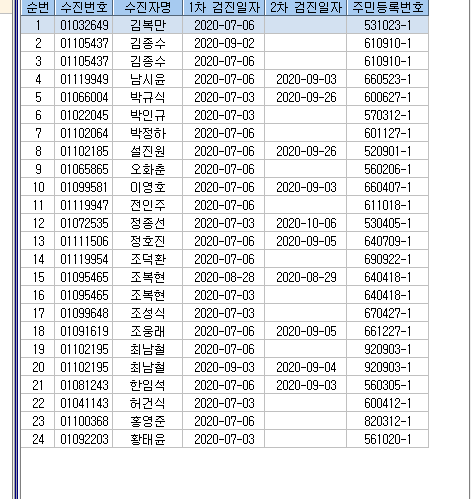 순번 수진번호 수진자명 1차 검진일자 2차 검진일자 주민등록번호
1 01032649 김복만 2020-07-06 531023-1
2 01105437 김종수 2020-09-02 610910-1
3 01105437 김종수 2020-07-06 610910-1
4 01119949 남시윤 2020-07-03 2020-09-03 660523-1
5 01066004 박규식 2020-07-03 2020-09-26 600627-1
6 01022045 박인규 2020-07-03 570312-1
7 01102064 박정하 2020-07-06 601127-1
8 01102185 설진원 2020-07-06 2020-09-26 520901-1
9 01065865 오화춘 2020-07-06 560206-1
10 01099581 이영호 2020-07-06 2020-09-03 660407-1
11 01119947 전인주 2020-07-06 611018-1
12 01072535 정종선 2020-07-03 2020-10-06 530405-1
13 01111506 정호진 2020-07-06 2020-09-05 640709-1
14 01119954 조덕환 2020-07-06 690922-1
15 01095465 조복현 2020-08-28 2020-08-29 640418-1
16 01095465 조복현 2020-07-03 640418-1
17 01099648 조성식 2020-07-03 670427-1
18 01091619 조웅래 2020-07-06 2020-09-05 661227-1
19 01102195 최남철 2020-07-06 920903-1
20 01102195 최남철 2020-09-03 2020-09-04 920903-1
21 01081243 한임석 2020-07-06 2020-09-03 560305-1
22 01041143 허건식 2020-07-03 600412-1
23 01100368 홍영준 2020-07-06 820312-1
24 01092203 황태윤 2020-07-03 561020-1